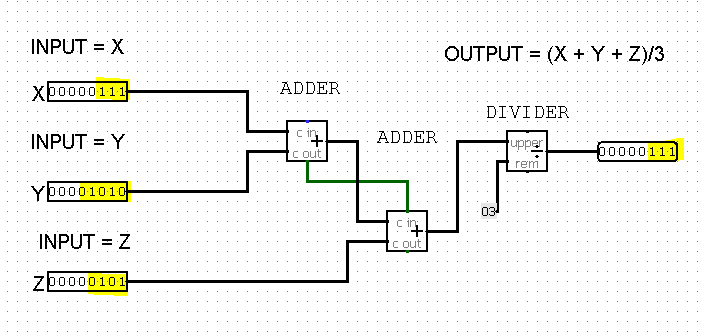 INPUT = X
OUTPUT = (X + Y + Z)/3
X 00000111
ADDER
DIVIDER
INPUT = Y
c in
+
c out
ADDER
upper
÷
rem
00000111
Y 00001010
03
INPUT = Z
c in
+
c out
Z 00000101